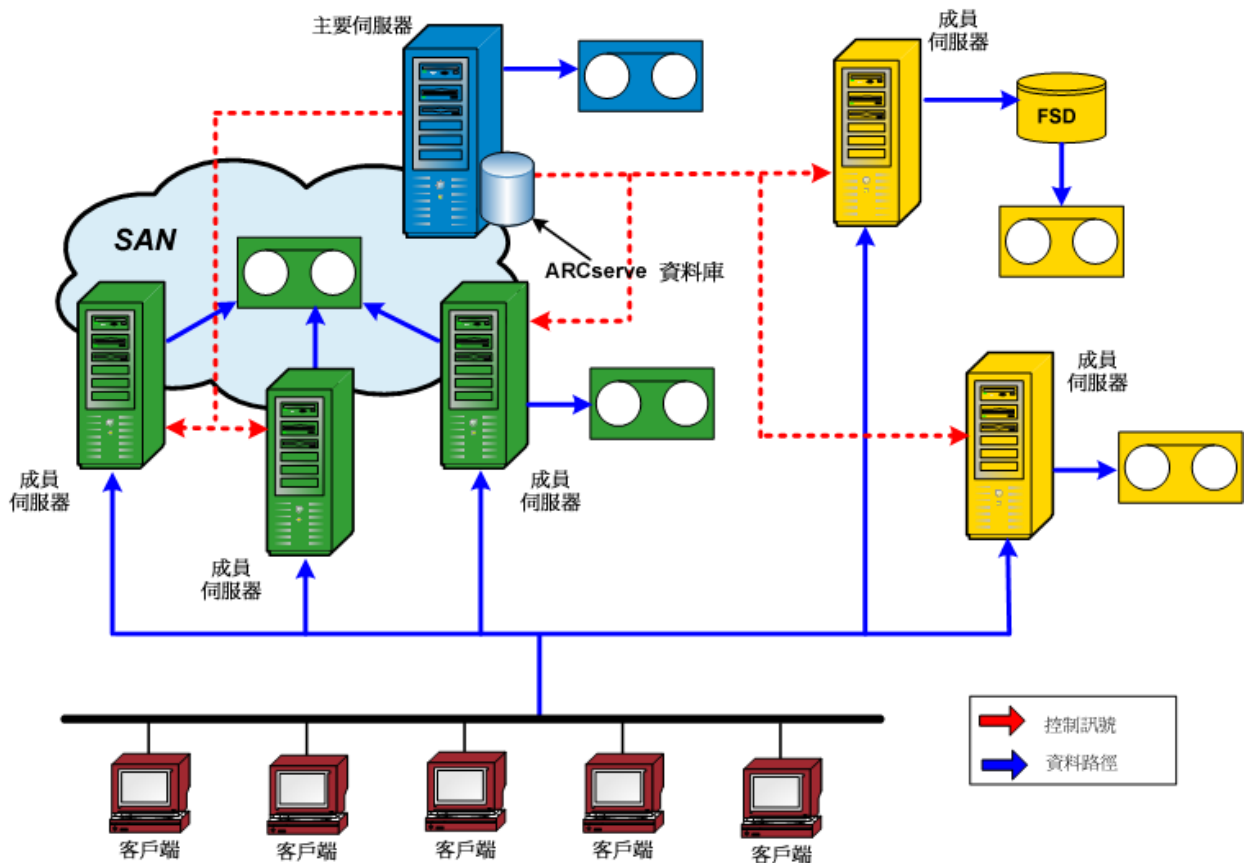 主要伺服器
成員
伺服器
FSD
SAN
ARCserve 資料庫
成員
伺服器
成員
伺服器
成員
伺服器
成員
伺服器
控制訊號
資料路徑
客戶端
客戶端
客戶端
客戶端
客戶端